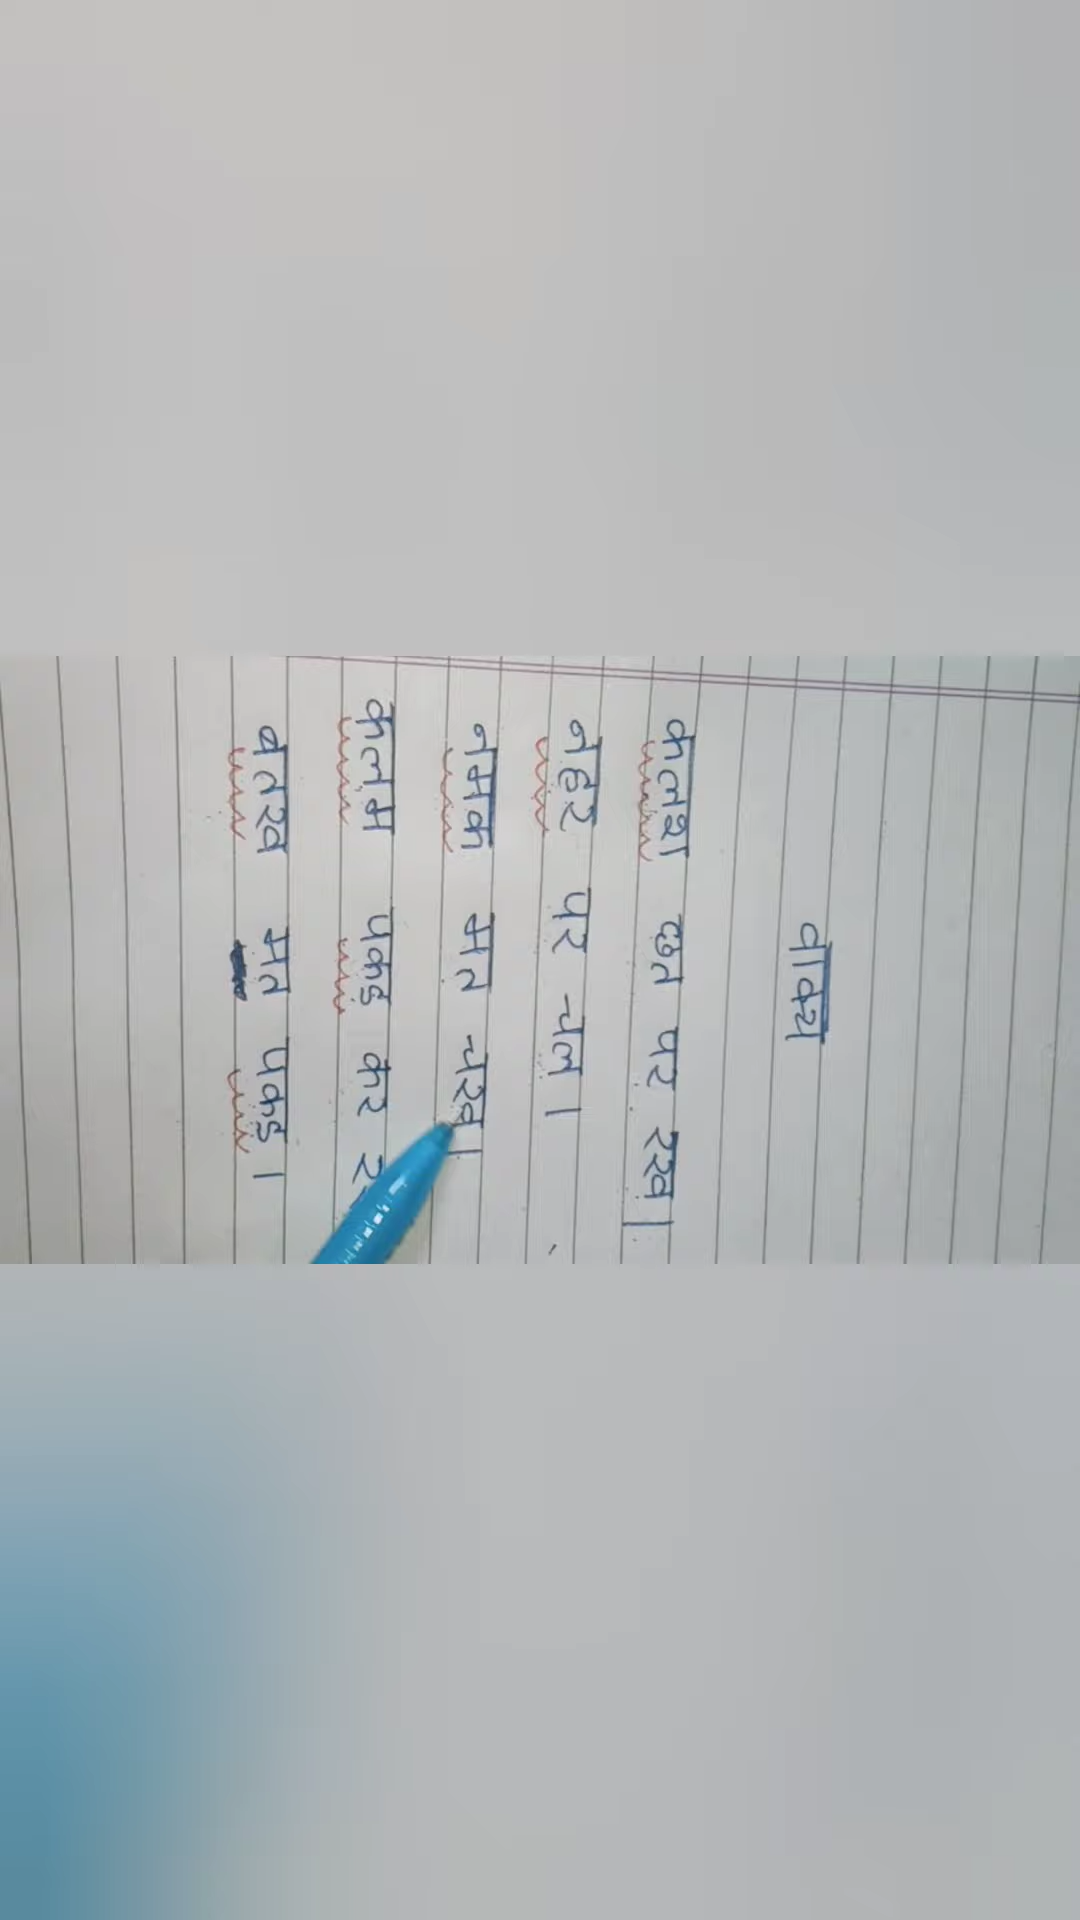 वाक्य
कलश छत पर रख।
नहर पर चल।
नमक मत चख।
कलम पकड कर
बतख मत पकड।